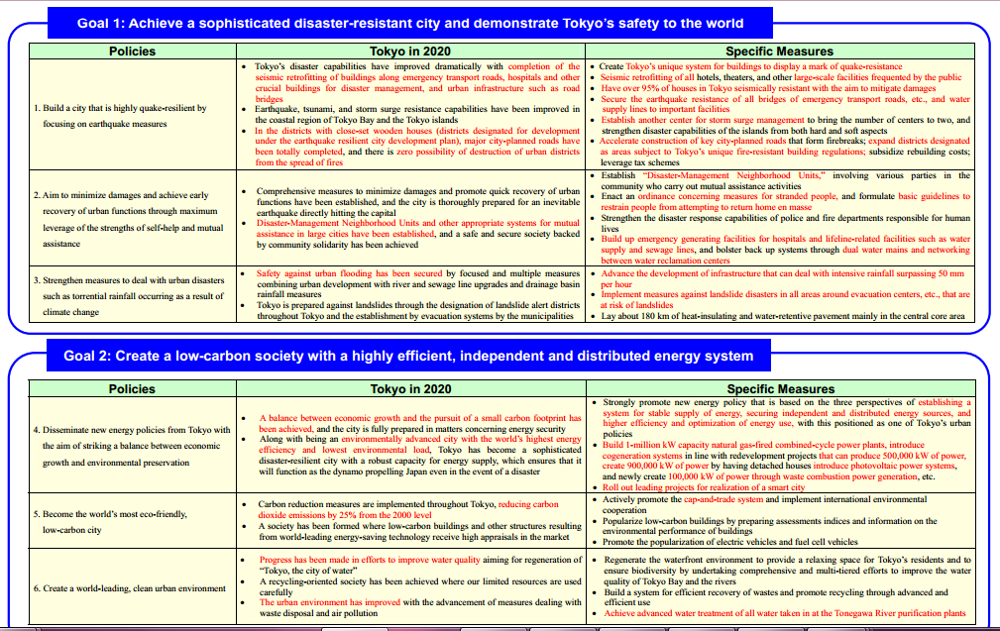 Goal 1: Achieve a sophisticated disaster-resistant city and demonstrate Tokyo's safety to the world
Policies
Tokyo in 2020
Specific Measures
1. Build a city that is highly quake-resilient by
focusing on earthquake measures
• Tokyo's disaster capabilities have improved dramatically with completion of the
seismic retrofitting of buildings along emergency transport roads, hospitals and other
crucial buildings for disaster management, and urban infrastructure such as road
bridges
• Earthquake, tsunami, and storm surge resistance capabilities have been improved in
the coastal region of Tokyo Bay and the Tokyo islands
• In the districts with close-set wooden houses (districts designated for development
under the earthquake resilient city development plan), major city-planned roads have
been totally completed, and there is zero possibility of destruction of urban districts
from the spread of fires
• Create Tokyo's unique system for buildings to display a mark of quake-resistance
• Seismic retrofitting of all hotels, theaters, and other large-scale facilities frequented by the public
• Have over 95% of houses in Tokyo seismically resistant with the aim to mitigate damages
• Secure the earthquake resistance of all bridges of emergency transport roads, etc., and water
supply lines to important facilities
• Establish another center for storm surge management to bring the number of centers to two, and
strengthen disaster capabilities of the islands from both hard and soft aspects
• Accelerate construction of key city-planned roads that form firebreaks; expand districts designated
as areas subject to Tokyo's unique fire-resistant building regulations; subsidize rebuilding costs;
leverage tax schemes
2. Aim to minimize damages and achieve early
recovery of urban functions through maximum
leverage of the strengths of self-help and mutual
assistance
• Comprehensive measures to minimize damages and promote quick recovery of urban
functions have been established, and the city is thoroughly prepared for an inevitable
earthquake directly hitting the capital
• Disaster-Management Neighborhood Units and other appropriate systems for mutual
assistance in large cities have been established, and a safe and secure society backed
by community solidarity has been achieved
• Establish “Disaster-Management Neighborhood Units,” involving various parties in the
community who carry out mutual assistance activities
• Enact an ordinance concerning measures for stranded people, and formulate basic guidelines to
restrain people from attempting to return home en masse
• Strengthen the disaster response capabilities of police and fire departments responsible for human
lives
• Build up emergency generating facilities for hospitals and lifeline-related facilities such as water
supply and sewage lines, and bolster back up systems through dual water mains and networking
between water reclamation centers
3. Strengthen measures to deal with urban disasters
such as torrential rainfall occurring as a result of
climate change
• Safety against urban flooding has been secured by focused and multiple measures
combining urban development with river and sewage line upgrades and drainage basin
rainfall measures
• Tokyo is prepared against landslides through the designation of landslide alert districts
throughout Tokyo and the establishment by evacuation systems by the municipalities
• Advance the development of infrastructure that can deal with intensive rainfall surpassing 50 mm
per hour
• Implement measures against landslide disasters in all areas around evacuation centers, etc., that are
at risk of landslides
• Lay about 180 km of heat-insulating and water-retentive pavement mainly in the central core area
Goal 2: Create a low-carbon society with a highly efficient, independent and distributed energy system
Policies
Tokyo in 2020
Specific Measures
4. Disseminate new energy policies from Tokyo with
the aim of striking a balance between economic
growth and environmental preservation
• A balance between economic growth and the pursuit of a small carbon footprint has
been achieved, and the city is fully prepared in matters concerning energy security
• Along with being an environmentally advanced city with the world's highest energy
efficiency and lowest environmental load, Tokyo has become a sophisticated
disaster-resilient city with a robust capacity for energy supply, which ensures that it
will function as the dynamo propelling Japan even in the event of a disaster
• Strongly promote new energy policy that is based on the three perspectives of establishing a
system for stable supply of energy, securing independent and distributed energy sources, and
higher efficiency and optimization of energy use, with this positioned as one of Tokyo's urban
policies
• Build 1-million kW capacity natural gas-fired combined-cycle power plants, introduce
cogeneration systems in line with redevelopment projects that can produce 500,000 kW of power,
create 900,000 kW of power by having detached houses introduce photovoltaic power systems,
and newly create 100,000 kW of power through waste combustion power generation, etc.
• Roll out leading projects for realization of a smart city
5. Become the world's most eco-friendly,
low-carbon city
• Carbon reduction measures are implemented throughout Tokyo, reducing carbon
dioxide emissions by 25% from the 2000 level
• A society has been formed where low-carbon buildings and other structures resulting
from world-leading energy-saving technology receive high appraisals in the market
• Actively promote the cap-and-trade system and implement international environmental
cooperation
• Popularize low-carbon buildings by preparing assessments indices and information on the
environmental performance of buildings
• Promote the popularization of electric vehicles and fuel cell vehicles
6. Create a world-leading, clean urban environment
• Progress has been made in efforts to improve water quality aiming for regeneration of
“Tokyo, the city of water”
• A recycling-oriented society has been achieved where our limited resources are used
carefully
• The urban environment has improved with the advancement of measures dealing with
waste disposal and air pollution
• Regenerate the waterfront environment to provide a relaxing space for Tokyo's residents and to
ensure biodiversity by undertaking comprehensive and multi-tiered efforts to improve the water
quality of Tokyo Bay and the rivers
• Build a system for efficient recovery of wastes and promote recycling through advanced and
efficient use
• Achieve advanced water treatment of all water taken in at the Tonegawa River purification plants